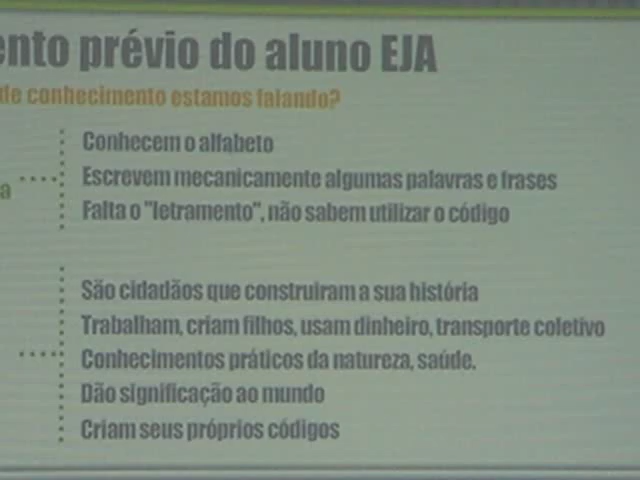 prévio do aluno EJA
de conhecimento estamos falando?
Conhecem o alfabeto
Escrevem mecanicamente algumas palavras e frases
Falta o "letramento", não sabem utilizar o código
São cidadãos que construiram a sua história
Trabalham, criam filhos, usam dinheiro, transporte coletivo
Conhecimentos práticos da natureza, saúde.
Dão significação ao mundo
Criam seus próprios códigos